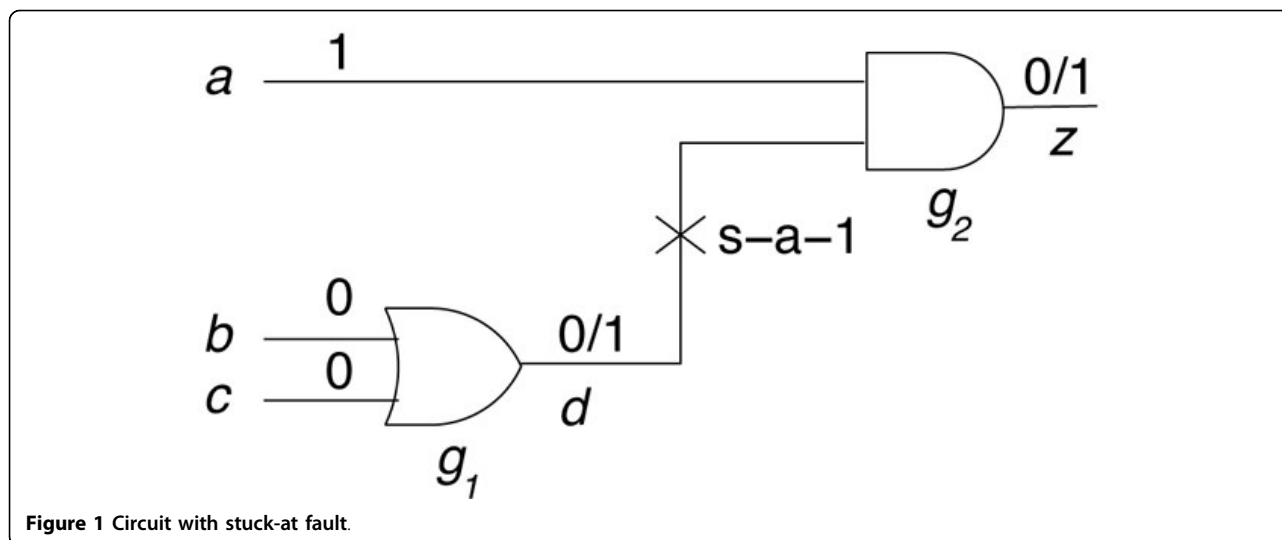 a
1
0/1
z
g2
s–a–1
b
0
c
0
0/1
d
g1
Figure 1 Circuit with stuck-at fault.